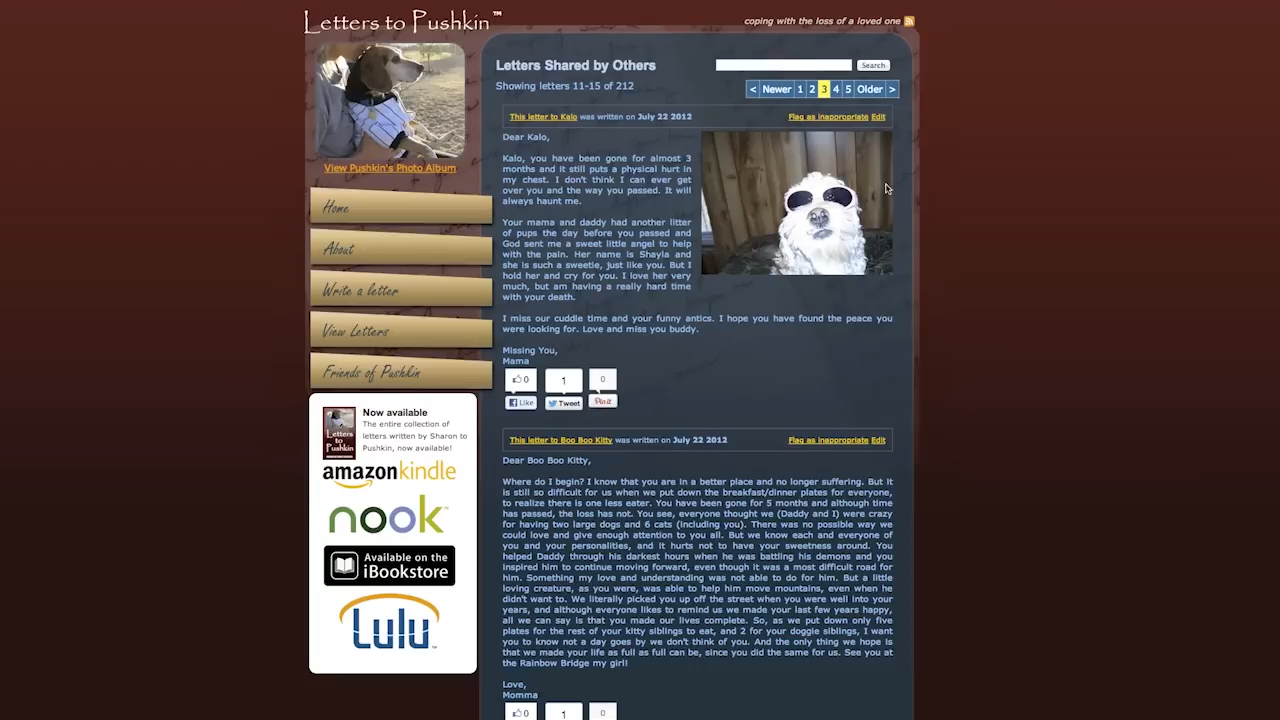 Letters to Pushkin™
coping with the loss of a loved one
View Pushkin's Photo Album
Home
About
Write a letter
View Letters
Friends of Pushkin
Now available
The entire collection of
letters written by Sharon to
Pushkin, now available!
Letters
to
Pushkin
amazonkindle
nook™
Available on the
iBookstore
Lulu™
Letters Shared by Others
Search
Showing letters 11-15 of 212
< Newer 1 2 3 4 5 Older >
This letter to Kalo was written on July 22 2012 Flag as inappropriate Edit
Dear Kalo,
Kalo, you have been gone for almost 3
months and it still puts a physical hurt in
my chest. I don't think I can ever get
over you and the way you passed. It will
always haunt me.
Your mama and daddy had another litter
of pups the day before you passed and
God sent me a sweet little angel to help
with the pain. Her name is Shayla and
she is such a sweetie, just like you. But I
hold her and cry for you. I love her very
much, but am having a really hard time
with your death.
I miss our cuddle time and your funny antics. I hope you have found the peace you
were looking for. Love and miss you buddy.
Missing You,
Mama
0 1 0
Like Tweet Pin it
This letter to Boo Boo Kitty was written on July 22 2012 Flag as inappropriate Edit
Dear Boo Boo Kitty,
Where do I begin? I know that you are in a better place and no longer suffering. But it
is still so difficult for us when we put down the breakfast/dinner plates for everyone,
to realize there is one less eater. You have been gone for 5 months and although time
has passed, the loss has not. You see, everyone thought we (Daddy and I) were crazy
for having two large dogs and 6 cats (including you). There was no possible way we
could love and give enough attention to you all. But we know each and everyone of
you and your personalities, and it hurts not to have your sweetness around. You
helped Daddy through his darkest hours when he was battling his demons and you
inspired him to continue moving forward, even though it was a most difficult road for
him. Something my love and understanding was not able to do for him. But a little
loving creature, as you were, was able to help him move mountains, even when he
didn't want to. We literally picked you up off the street when you were well into your
years, and although everyone likes to remind us we made your last few years happy,
all we can say is that you made our lives complete. So, as we put down only five
plates for the rest of your kitty siblings to eat, and 2 for your doggie siblings, I want
you to know not a day goes by we don't think of you. And the only thing we hope is
that we made your life as full as full can be, since you did the same for us. See you at
the Rainbow Bridge my girl!
Love,
Momma
0 1 0